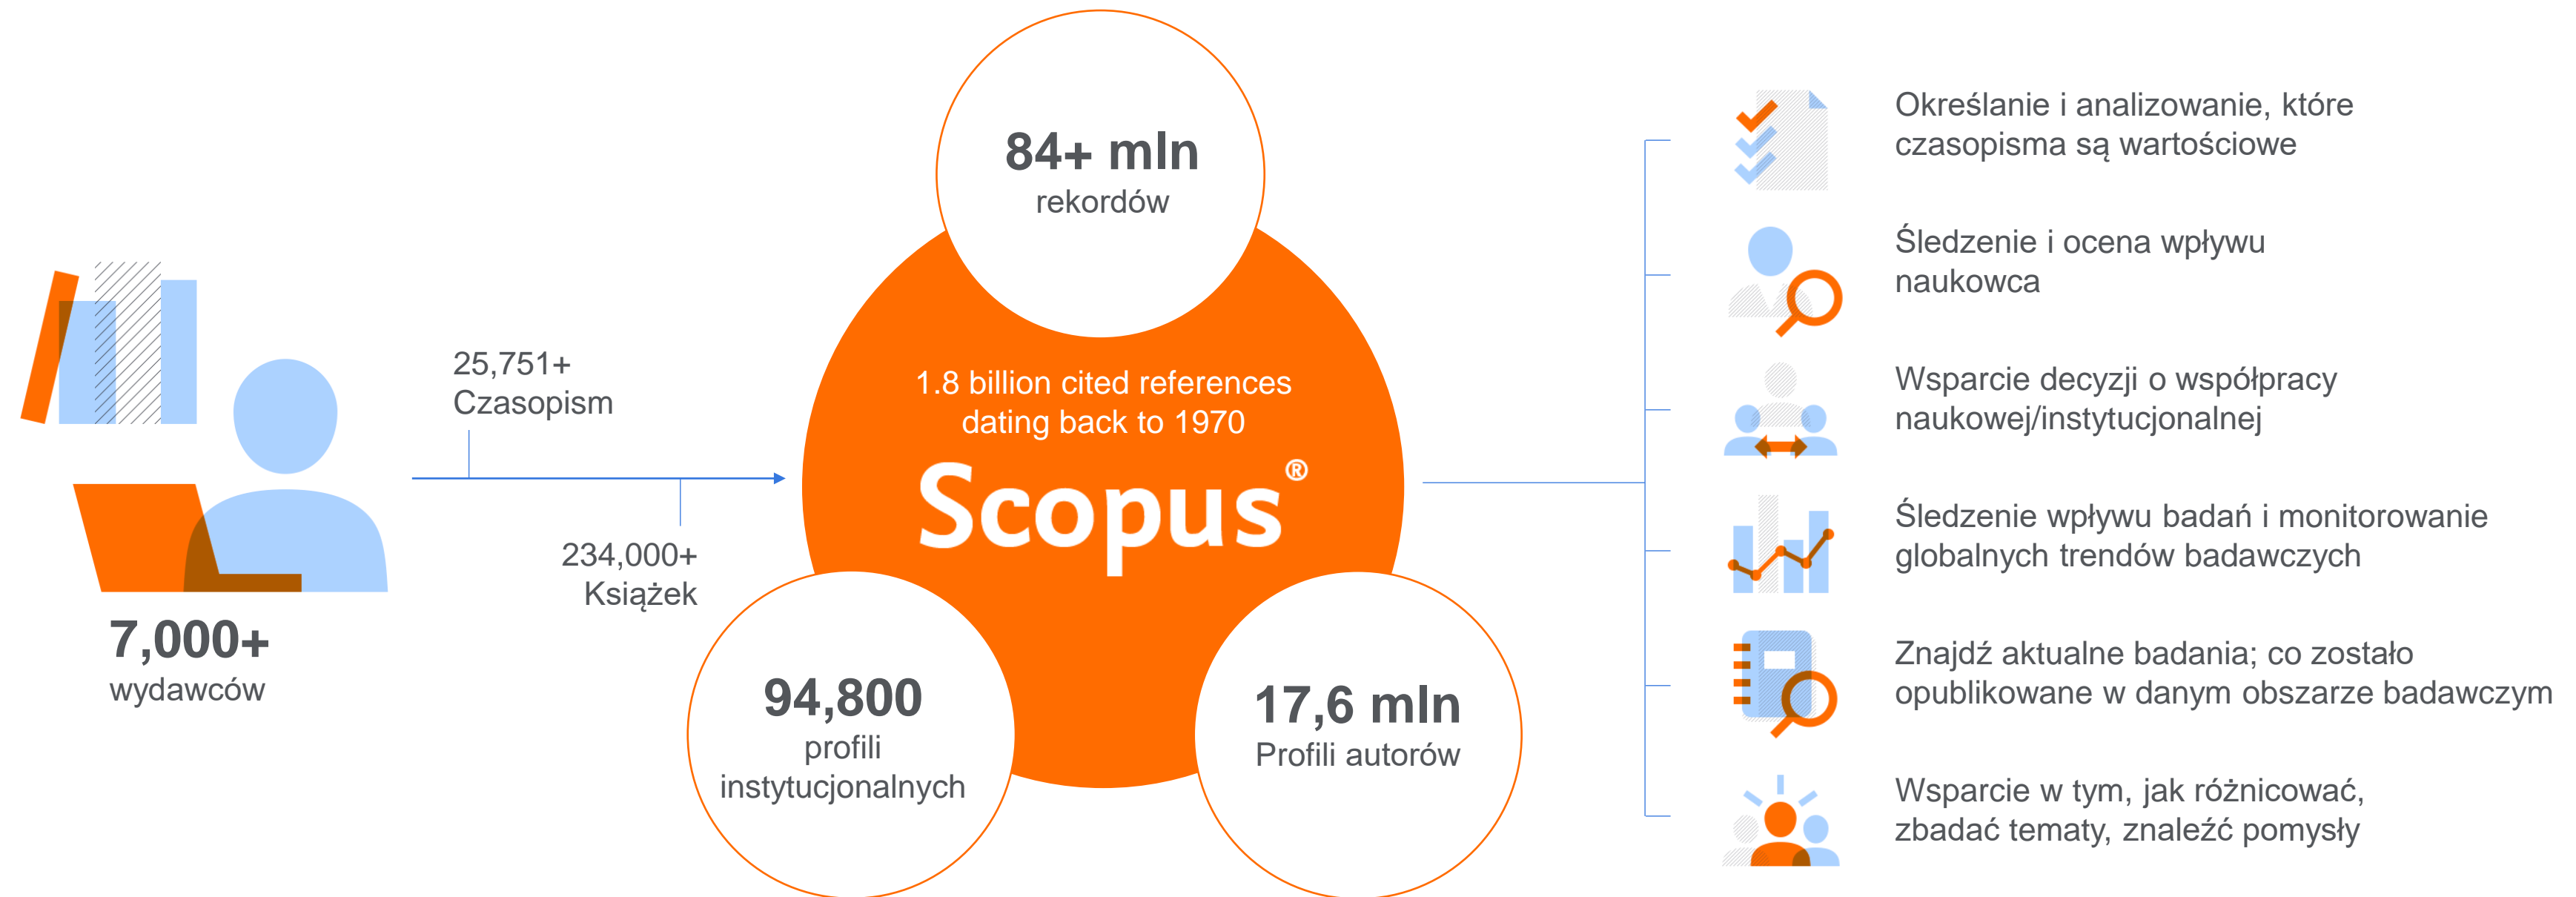 7,000+
wydawców
25,751+
Czasopism
234,000+
Książek
84+ mln
rekordów
1.8 billion cited references
dating back to 1970
Scopus®
94,800
profili
instytucjonalnych
17,6 mln
Profili autorów
Określanie i analizowanie, które
czasopisma są wartościowe
Śledzenie i ocena wpływu
naukowca
Wsparcie decyzji o współpracy
naukowej/instytucjonalnej
Śledzenie wpływu badań i monitorowanie
globalnych trendów badawczych
Znajdź aktualne badania; co zostało
opublikowane w danym obszarze badawczym
Wsparcie w tym, jak różnicować,
zbadać tematy, znaleźć pomysły